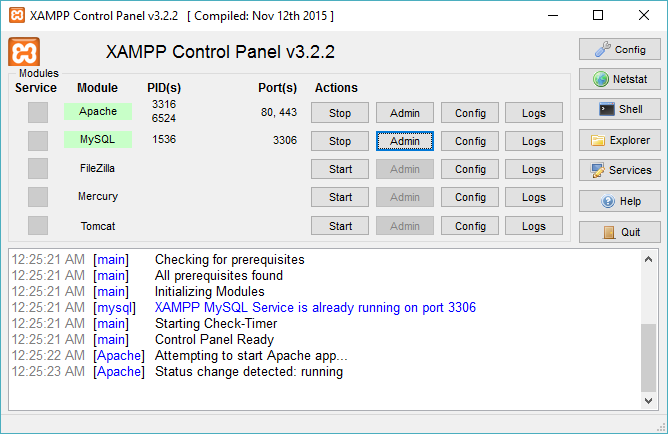 XAMPP Control Panel v3.2.2 [ Compiled: Nov 12th 2015 ]
XAMPP Control Panel v3.2.2
Config
Modules
Service Module PID(s) Port(s) Actions
Netstat
Apache 3316 6524 80, 443 Stop Admin Config Logs
Shell
MySQL 1536 3306 Stop Admin Config Logs
Explorer
FileZilla Start Admin Config Logs
Services
Mercury Start Admin Config Logs
Help
Tomcat Start Admin Config Logs
Quit
12:25:21 AM [main] Checking for prerequisites
12:25:21 AM [main] All prerequisites found
12:25:21 AM [main] Initializing Modules
12:25:21 AM [mysql] XAMPP MySQL Service is already running on port 3306
12:25:21 AM [main] Starting Check-Timer
12:25:21 AM [main] Control Panel Ready
12:25:22 AM [Apache] Attempting to start Apache app...
12:25:23 AM [Apache] Status change detected: running